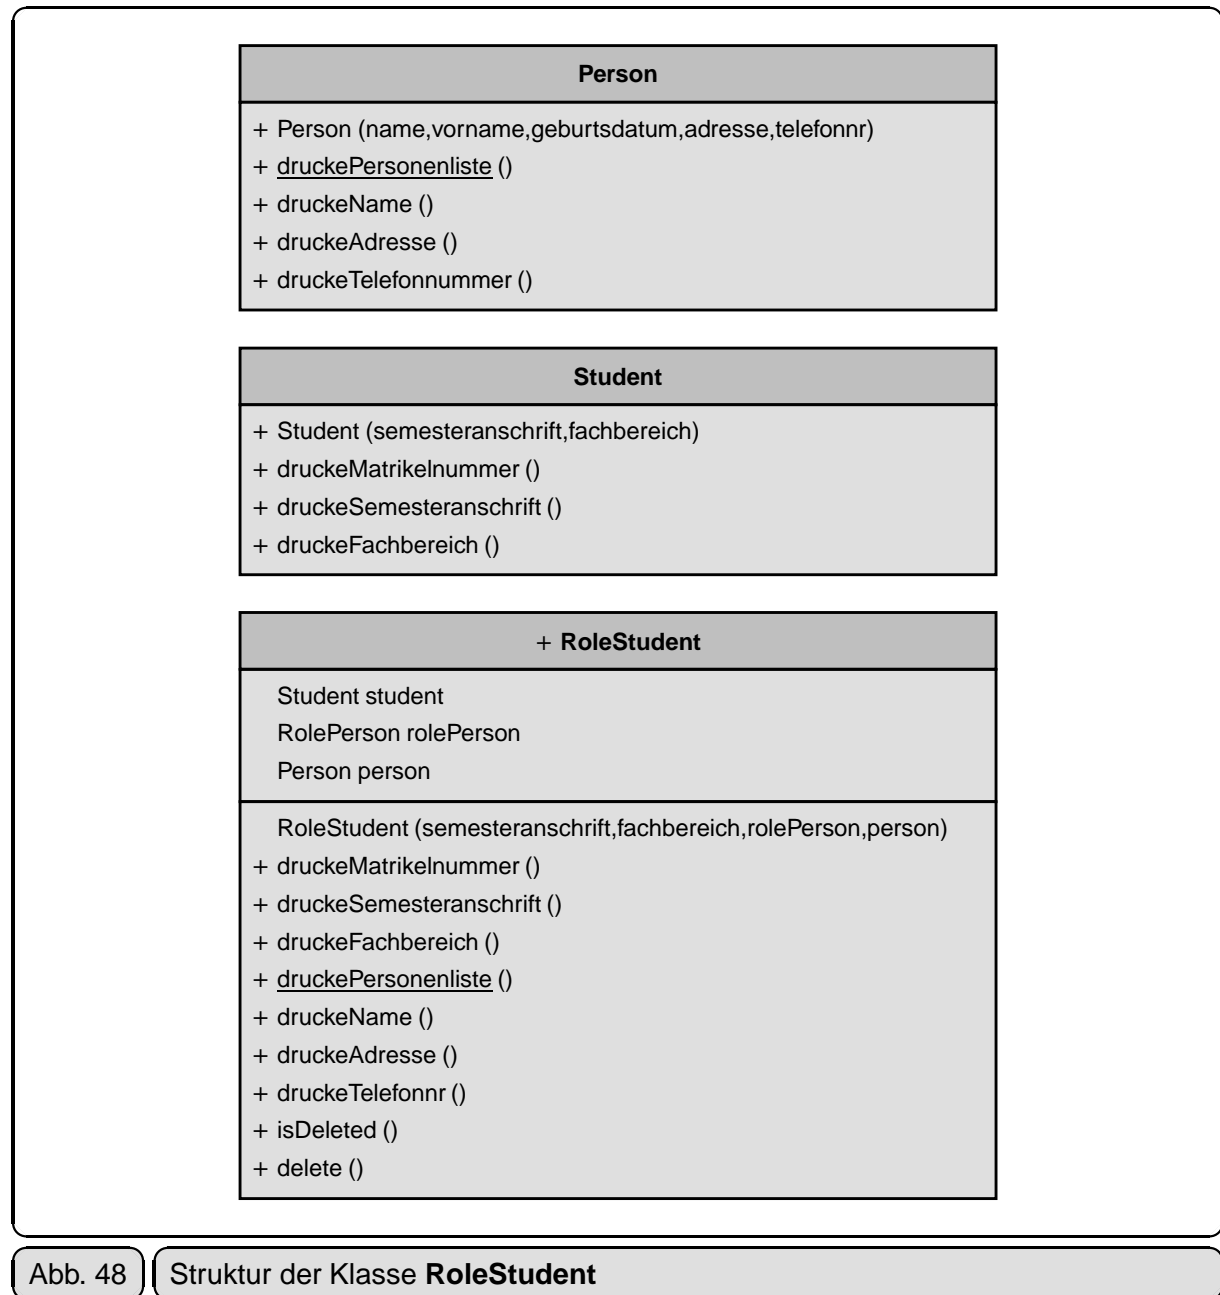 Person
+ Person (name,vorname,geburtsdatum,adresse,telefonnr)
+ druckePersonenliste ()
+ druckeName ()
+ druckeAdresse ()
+ druckeTelefonnummer ()
Student
+ Student (semesteranschrift,fachbereich)
+ druckeMatrikelnummer ()
+ druckeSemesteranschrift ()
+ druckeFachbereich ()
+ RoleStudent
Student student
RolePerson rolePerson
Person person
RoleStudent (semesteranschrift,fachbereich,rolePerson,person)
+ druckeMatrikelnummer ()
+ druckeSemesteranschrift ()
+ druckeFachbereich ()
+ druckePersonenliste ()
+ druckeName ()
+ druckeAdresse ()
+ druckeTelefonnr ()
+ isDeleted ()
+ delete ()
Abb. 48 Struktur der Klasse RoleStudent